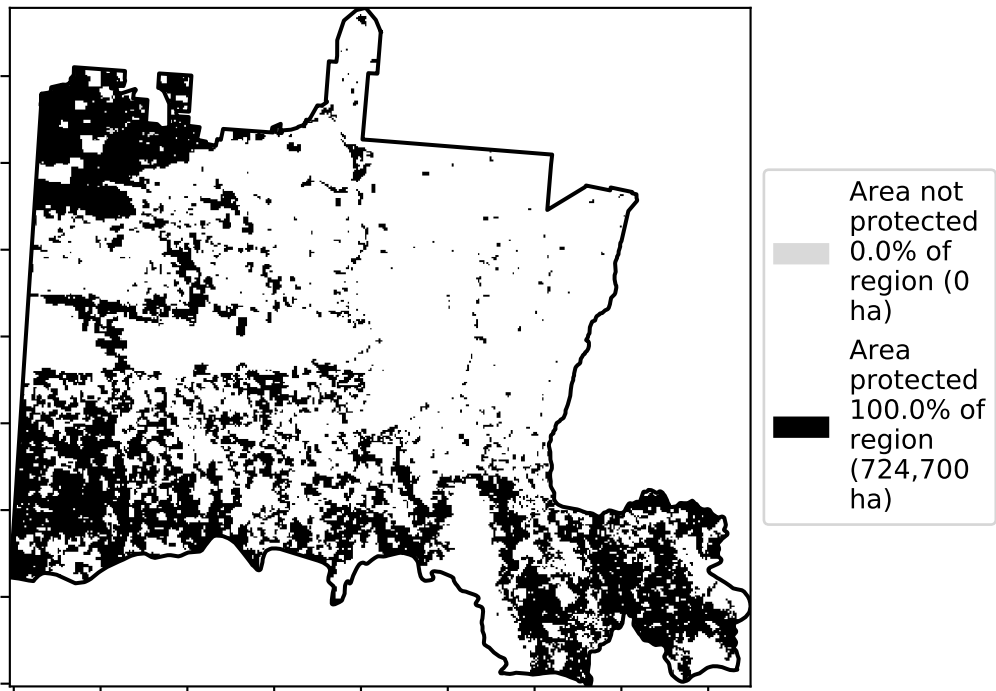 Area not
protected
0.0% of
region (0
ha)
Area
protected
100.0% of
region
(724,700
ha)